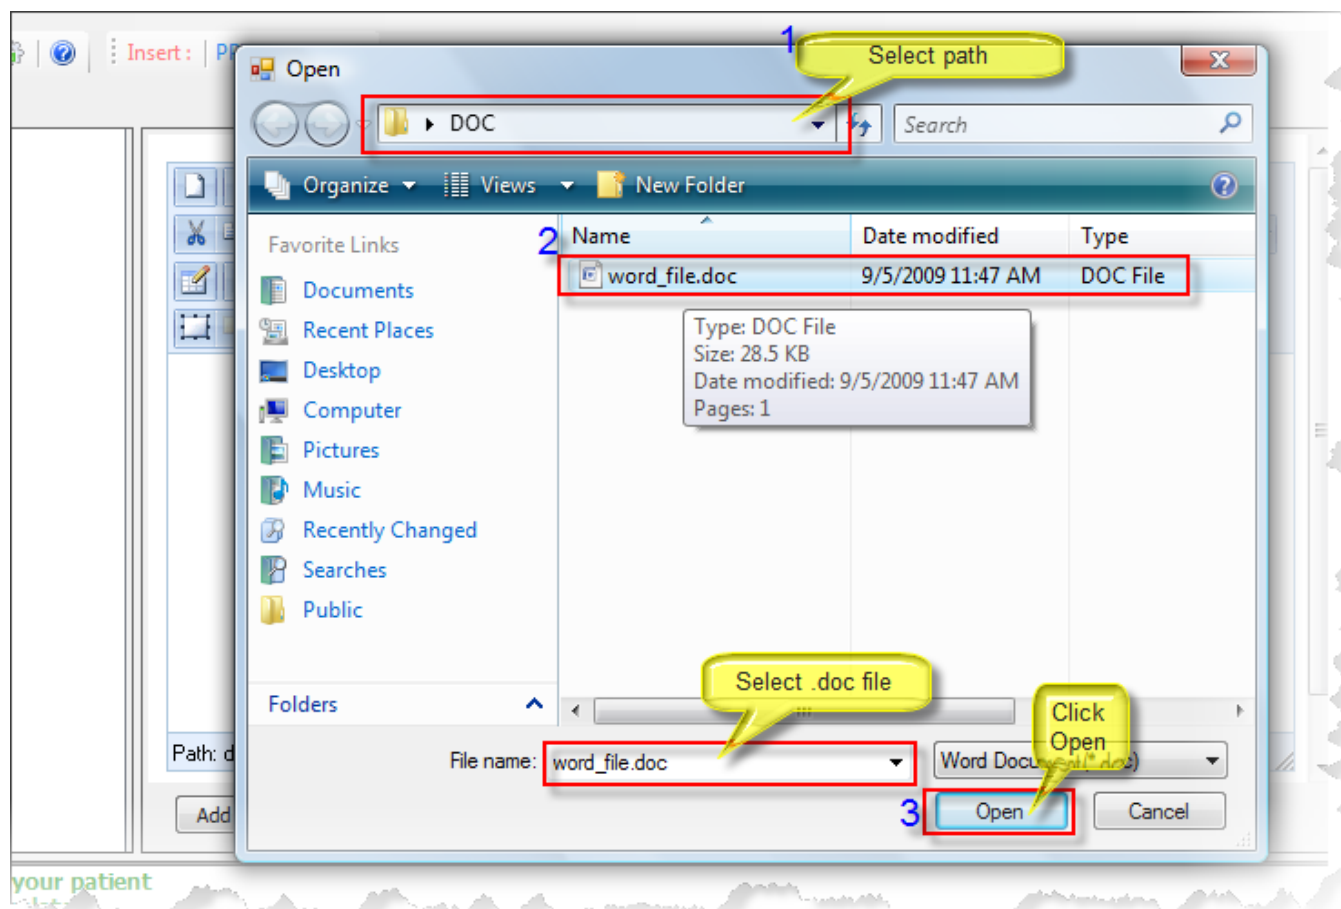 1
Select path
Insert :
Open
DOC
Search
Organize
Views
New Folder
Favorite Links
2
Name
Date modified
Type
word_file.doc
9/5/2009 11:47 AM
DOC File
Documents
Type: DOC File
Recent Places
Size: 28.5 KB
Desktop
Date modified: 9/5/2009 11:47 AM
Computer
Pages: 1
Pictures
Music
Recently Changed
Searches
Public
Select .doc file
Folders
Click
Open
Path: d
File name:
word_file.doc
Word Document(*.doc)
Add
3
Open
Cancel
your patient